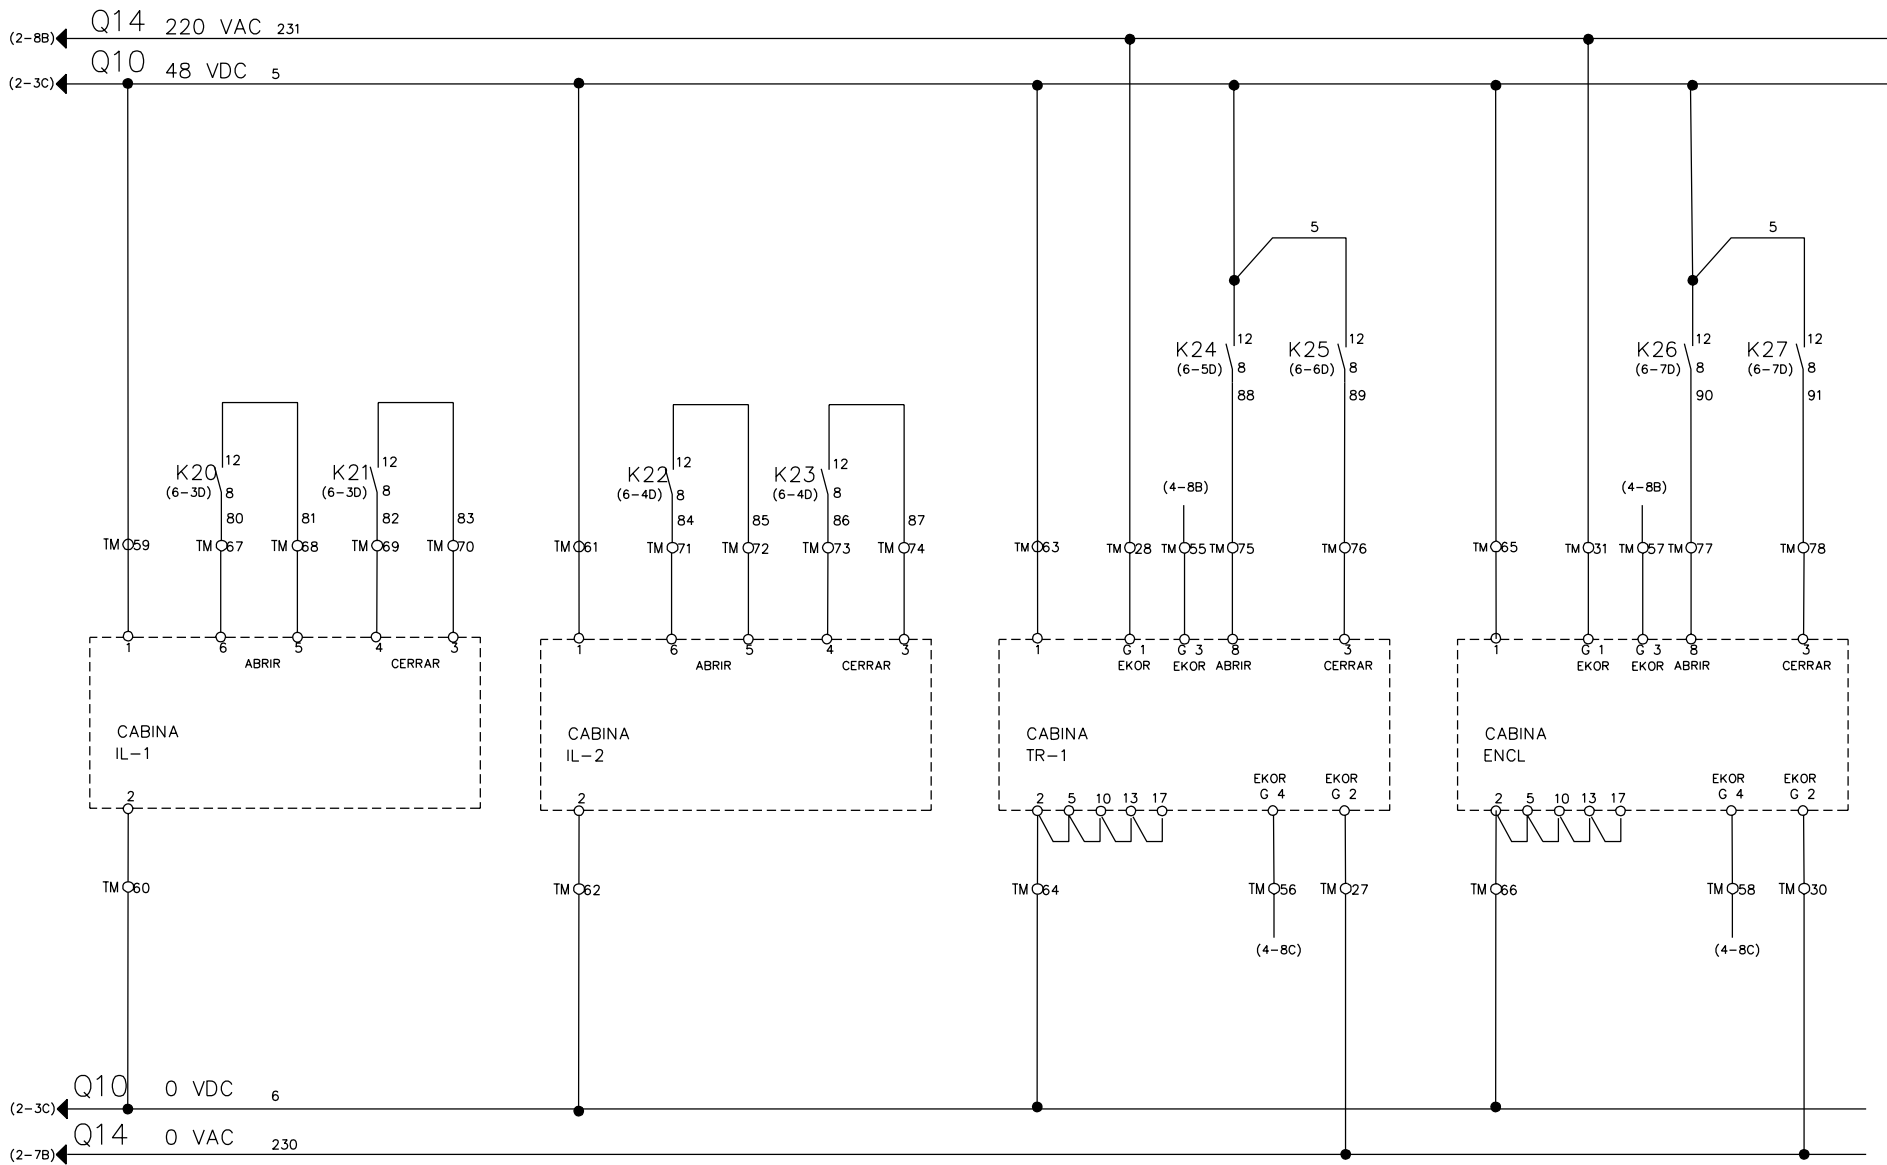 (2-8B) Q14 220 VAC 231
(2-3C) Q10 48 VDC 5
5 5
12 12 12 12
K24 K25 K26 K27
(6-5D) 8 (6-6D) 8 (6-7D) 8 (6-7D) 8
88 89 90 91
12 12 12 12
K20 K21 K22 K23
(6-3D) 8 (6-3D) 8 (6-4D) 8 (6-4D) 8
(4-8B) (4-8B)
80 81 82 83 84 85 86 87
TM 59 TM 67 TM 68 TM 69 TM 70 TM 61 TM 71 TM 72 TM 73 TM 74 TM 63 TM 28 TM 55 TM 75 TM 76 TM 65 TM 31 TM 57 TM 77 TM 78
1 6 5 4 3 1 6 5 4 3 1 G 1 G 3 8 3 1 G 1 G 3 8 3
ABRIR CERRAR ABRIR CERRAR EKOR EKOR ABRIR CERRAR EKOR EKOR ABRIR CERRAR
CABINA
IL-1
CABINA
IL-2
CABINA
TR-1
CABINA
ENCL
EKOR EKOR EKOR EKOR
2 2 2 5 10 13 17 G 4 G 2 2 5 10 13 17 G 4 G 2
TM 60 TM 62 TM 64 TM 56 TM 27 TM 66 TM 58 TM 30
(4-8C) (4-8C)
(2-3C) Q10 0 VDC 6
(2-7B) Q14 0 VAC 230